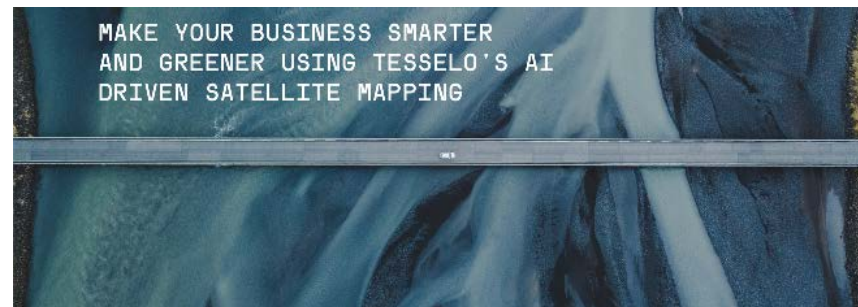 MAKE YOUR BUSINESS SMARTER
AND GREENER USING TESSELO'S AI
DRIVEN SATELLITE MAPPING